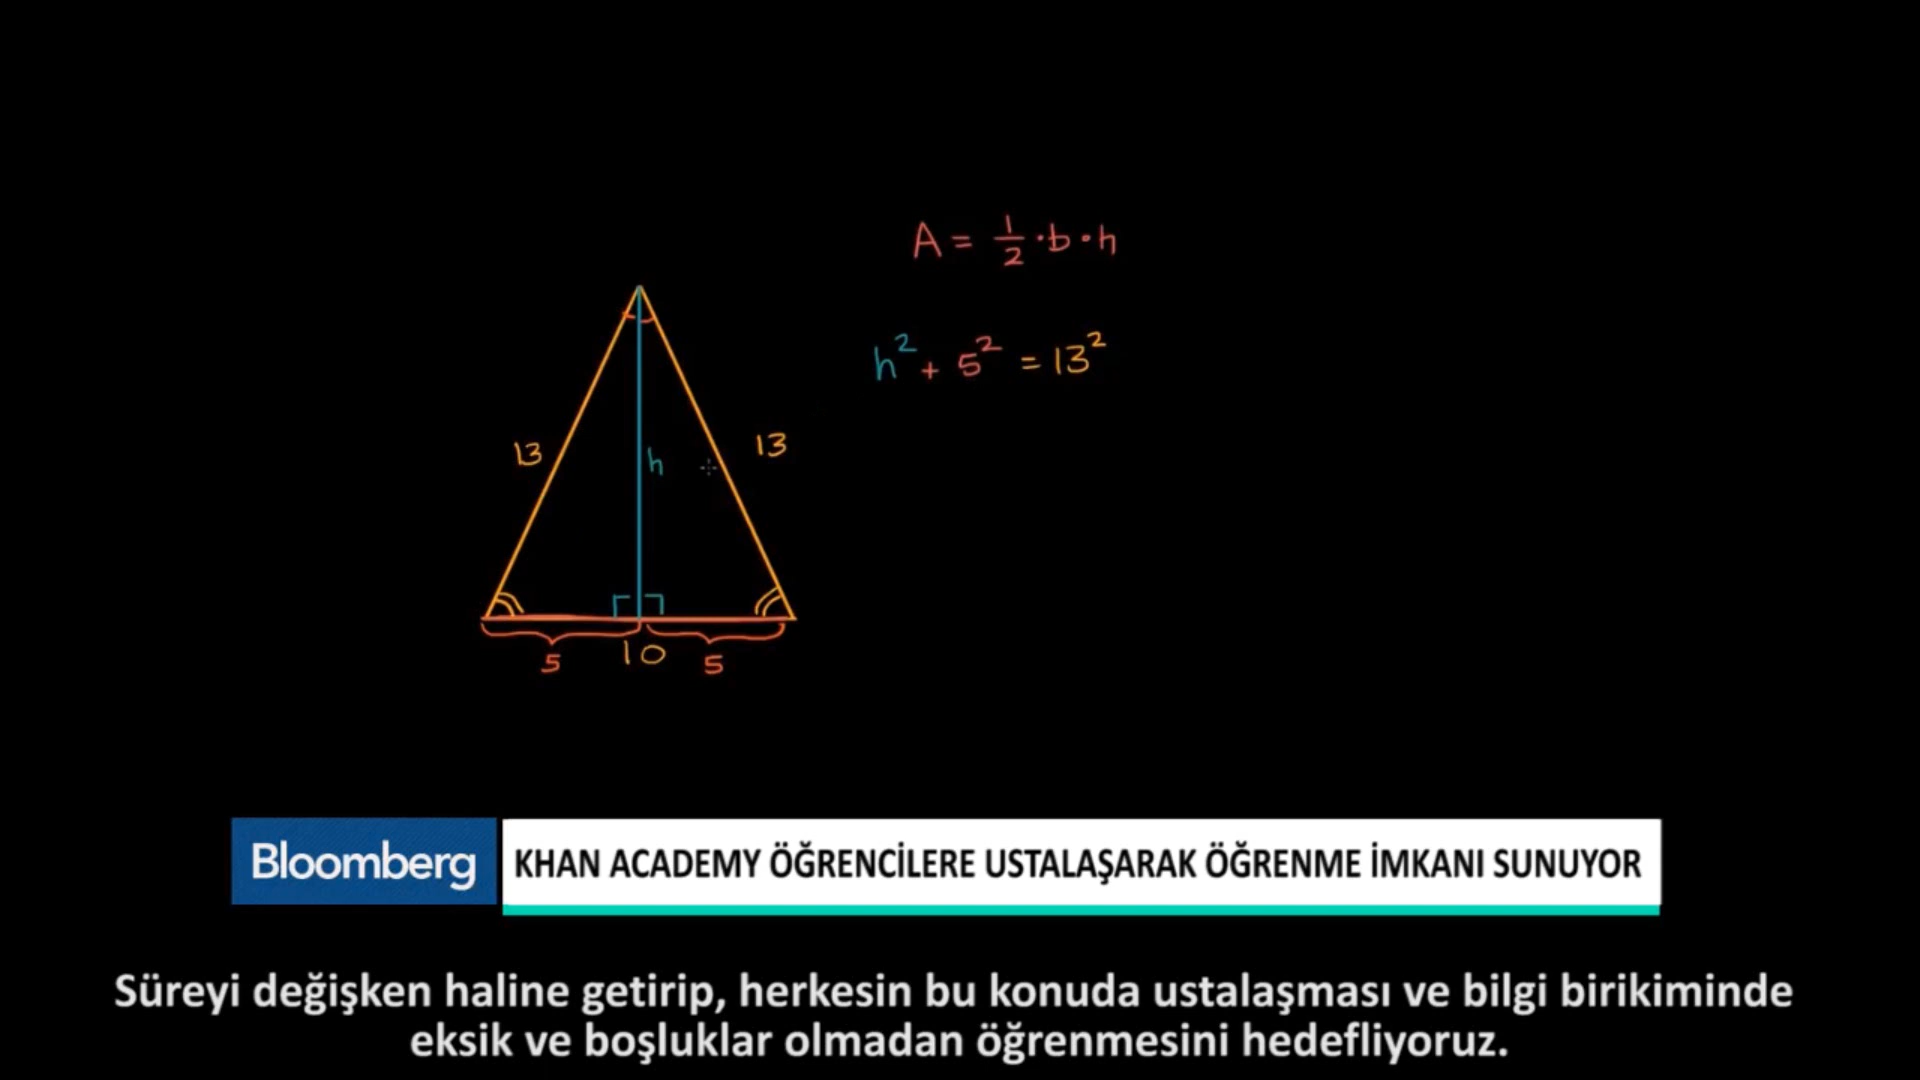 A = 1/2 · b · h
h² + 5² = 13²
13
h
13
5
10
5
Bloomberg
KHAN ACADEMY ÖĞRENCİLERE USTALAŞARAK ÖĞRENME İMKANI SUNUYOR
Süreyi değişken haline getirip, herkesin bu konuda ustalaşması ve bilgi birikiminde
eksik ve boşluklar olmadan öğrenmesini hedefliyoruz.